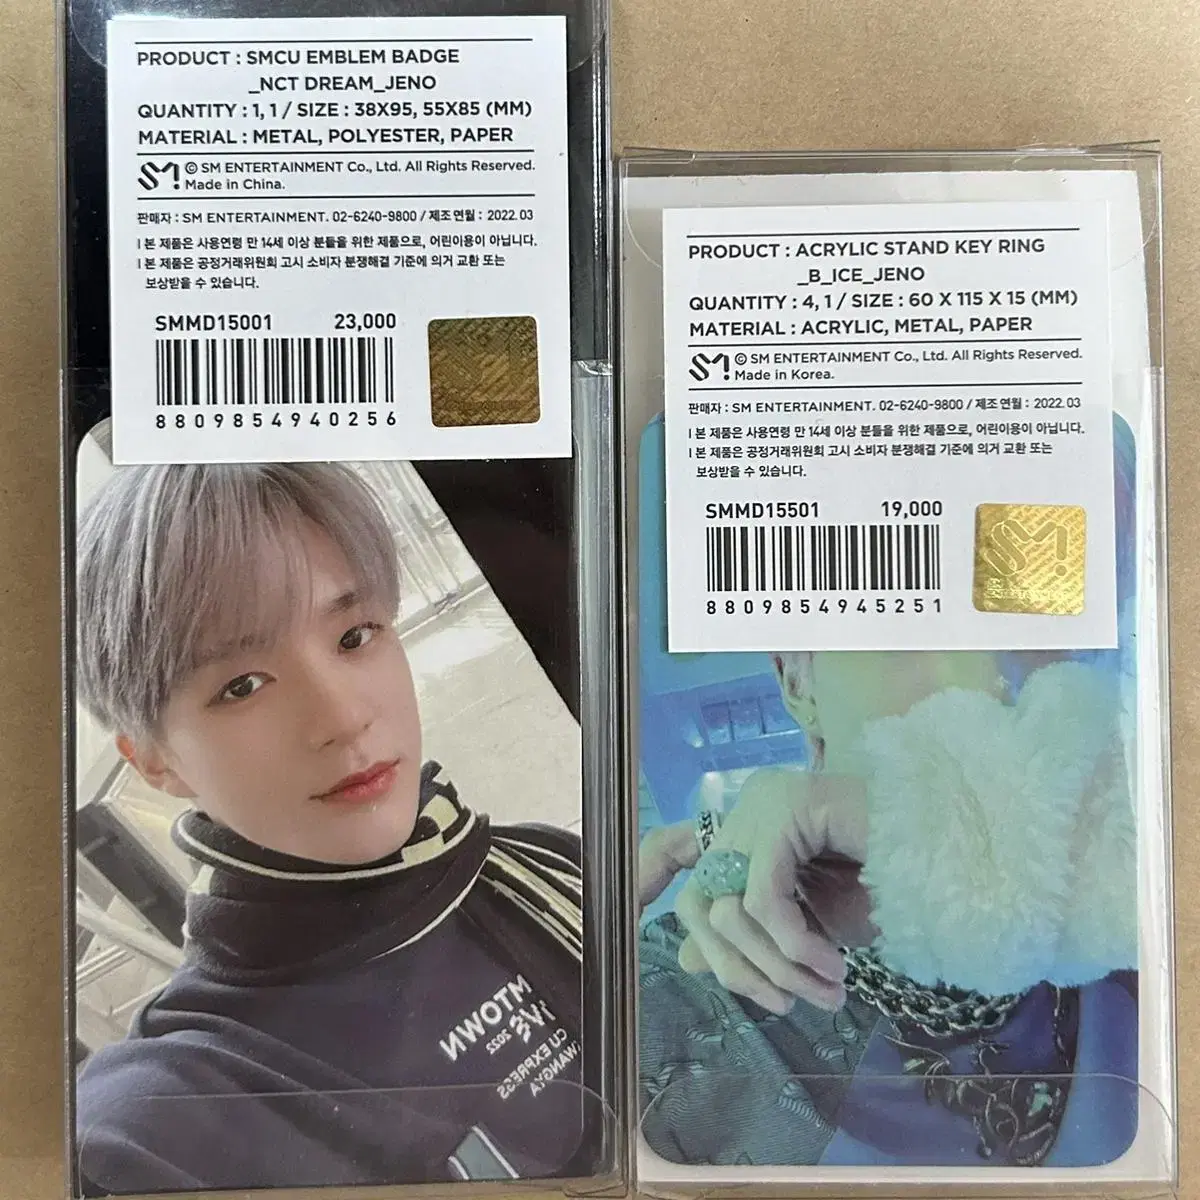 PRODUCT : SMCU EMBLEM BADGE
_NCT DREAM_JENO
QUANTITY : 1, 1 / SIZE : 38X95, 55X85 (MM)
MATERIAL : METAL, POLYESTER, PAPER
SM! © SM ENTERTAINMENT Co., Ltd. All Rights Reserved.
Made in China.
판매자 : SM ENTERTAINMENT. 02-6240-9800 / 제조 연월 : 2022. 03
I 본 제품은 사용연령 만 14세 이상 분들을 위한 제품으로, 어린이용이 아닙니다.
I 본 제품은 공정거래위원회 고시 소비자 분쟁해결 기준에 의거 교환 또는
보상받을 수 있습니다.
SMMD15001 23,000
8809854940256
PRODUCT : ACRYLIC STAND KEY RING
_B_ICE_JENO
QUANTITY : 4, 1 / SIZE : 60 X 115 X 15 (MM)
MATERIAL : ACRYLIC, METAL, PAPER
SM! © SM ENTERTAINMENT Co., Ltd. All Rights Reserved.
Made in Korea.
판매자 : SM ENTERTAINMENT. 02-6240-9800 / 제조 연월 : 2022. 03
I 본 제품은 사용연령 만 14세 이상 분들을 위한 제품으로, 어린이용이 아닙니다.
I 본 제품은 공정거래위원회 고시 소비자 분쟁해결 기준에 의거 교환 또는
보상받을 수 있습니다.
SMMD15501 19,000
8809854945251
SM!
SM
ENTERTAINMENT
MTOWN
LIVE 2022
CU EXPRESS
KWANGYA